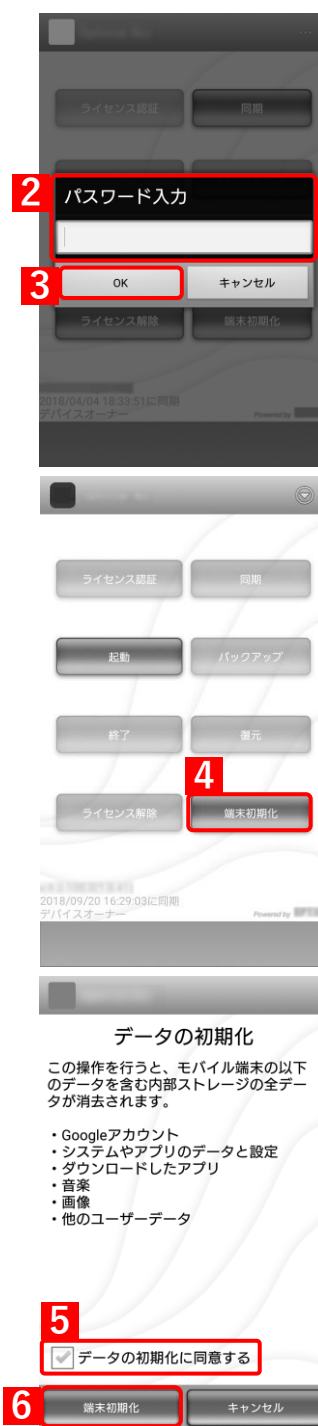 ライセンス認証 同期
2 パスワード入力
3 OK キャンセル
ライセンス解除 端末初期化
2018/04/04 18:33:51に同期
デバイスオーナー Powered by
ライセンス認証 同期
起動 バックアップ
終了 復元
4
ライセンス解除 端末初期化
2018/09/20 16:29:03に同期
デバイスオーナー Powered by
データの初期化
この操作を行うと、モバイル端末の以下
のデータを含む内部ストレージの全デー
タが消去されます。
・Googleアカウント
・システムやアプリのデータと設定
・ダウンロードしたアプリ
・音楽
・画像
・他のユーザーデータ
5
データの初期化に同意する
6 端末初期化 キャンセル